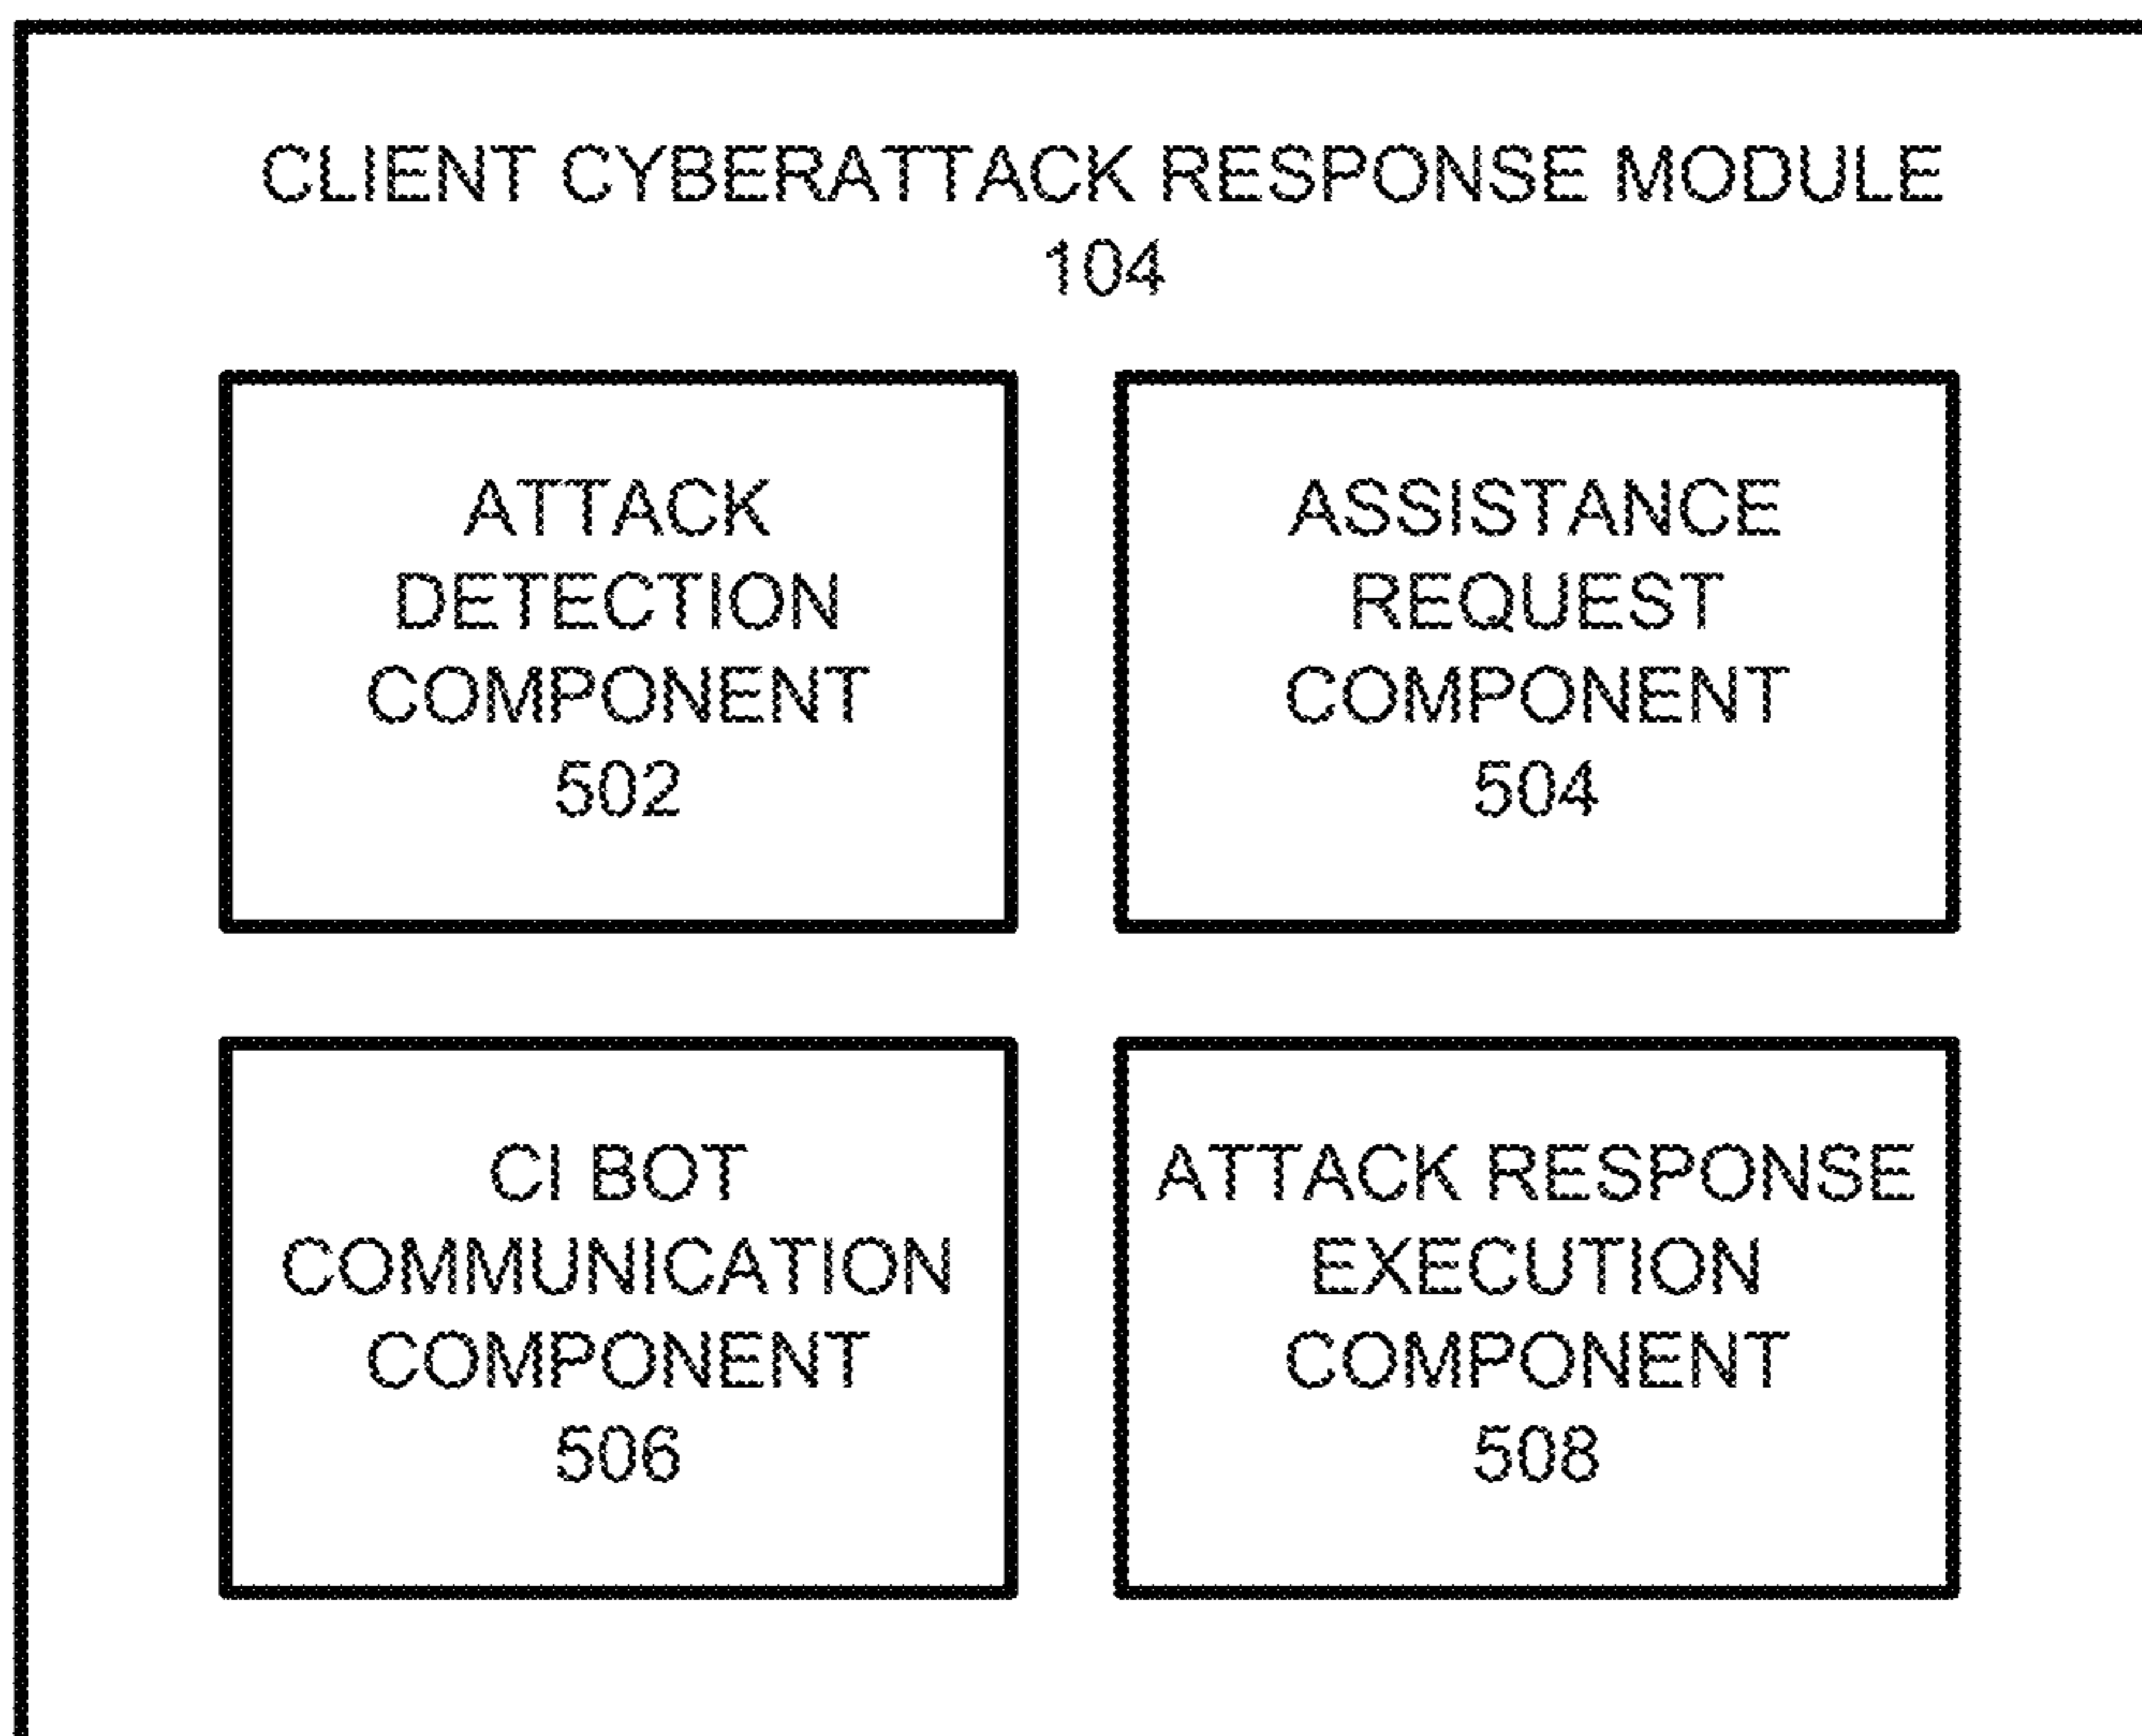 CLIENT CYBERATTACK RESPONSE MODULE
104
ATTACK
DETECTION
COMPONENT
502
ASSISTANCE
REQUEST
COMPONENT
504
CI BOT
COMMUNICATION
COMPONENT
506
ATTACK RESPONSE
EXECUTION
COMPONENT
508